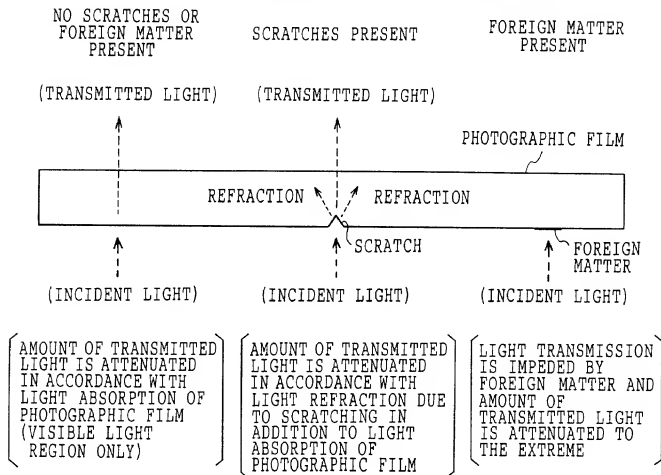 NO SCRATCHES OR
FOREIGN MATTER
PRESENT
SCRATCHES PRESENT
FOREIGN MATTER
PRESENT
(TRANSMITTED LIGHT)
(TRANSMITTED LIGHT)
PHOTOGRAPHIC FILM
REFRACTION
REFRACTION
SCRATCH
FOREIGN
MATTER
(INCIDENT LIGHT)
(INCIDENT LIGHT)
(INCIDENT LIGHT)
AMOUNT OF TRANSMITTED
LIGHT IS ATTENUATED
IN ACCORDANCE WITH
LIGHT ABSORPTION OF
PHOTOGRAPHIC FILM
(VISIBLE LIGHT
REGION ONLY)
AMOUNT OF TRANSMITTED
LIGHT IS ATTENUATED
IN ACCORDANCE WITH
LIGHT REFRACTION DUE
TO SCRATCHING IN
ADDITION TO LIGHT
ABSORPTION OF
PHOTOGRAPHIC FILM
LIGHT TRANSMISSION
IS IMPEDED BY
FOREIGN MATTER AND
AMOUNT OF
TRANSMITTED LIGHT
IS ATTENUATED TO
THE EXTREME